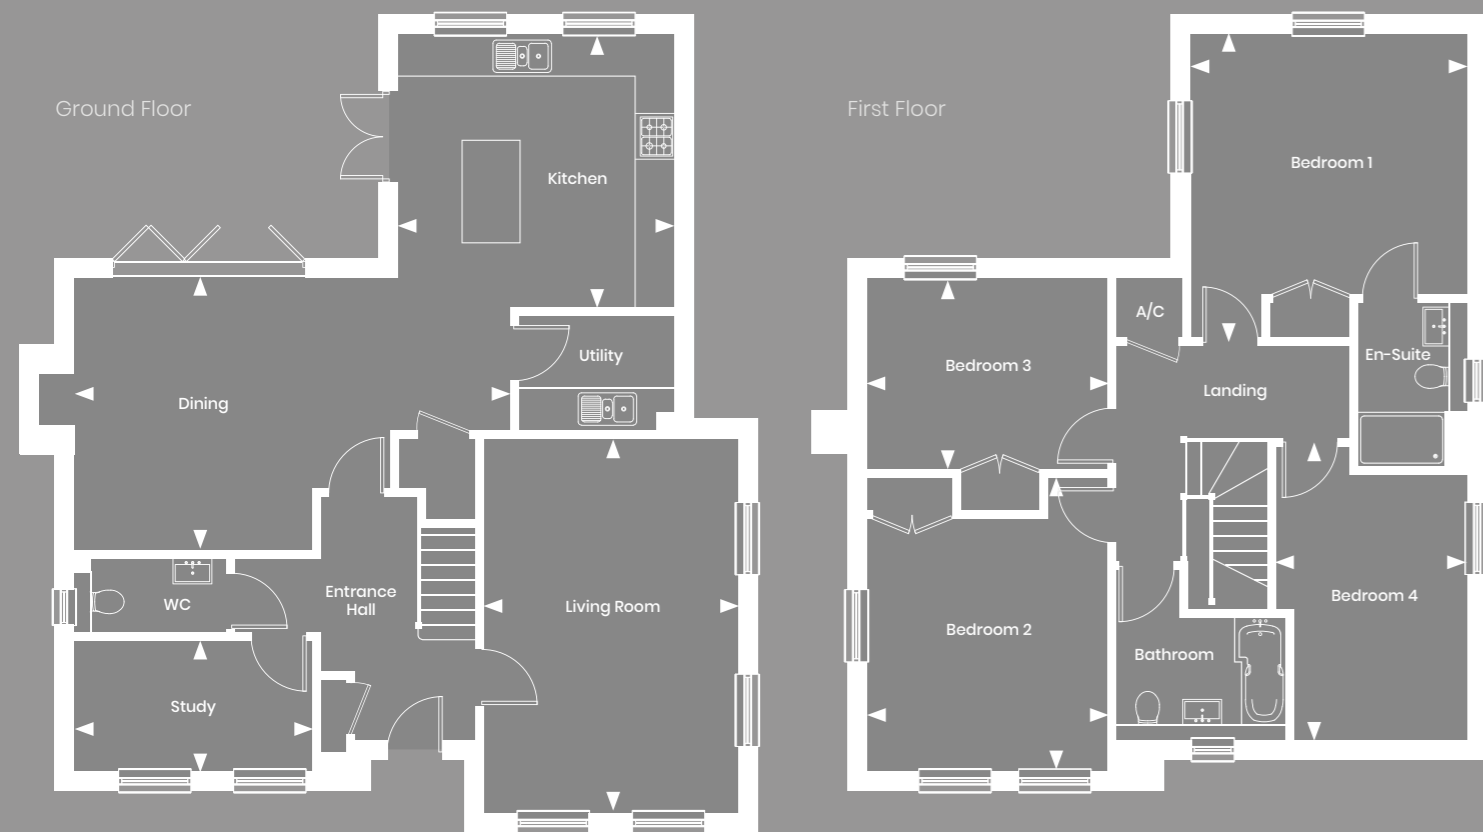 Ground Floor
Kitchen
Utility
Dining
Entrance
Hall
WC
Living Room
Study
First Floor
Bedroom 1
A/C
En-Suite
Bedroom 3
Landing
Bedroom 4
Bedroom 2
Bathroom